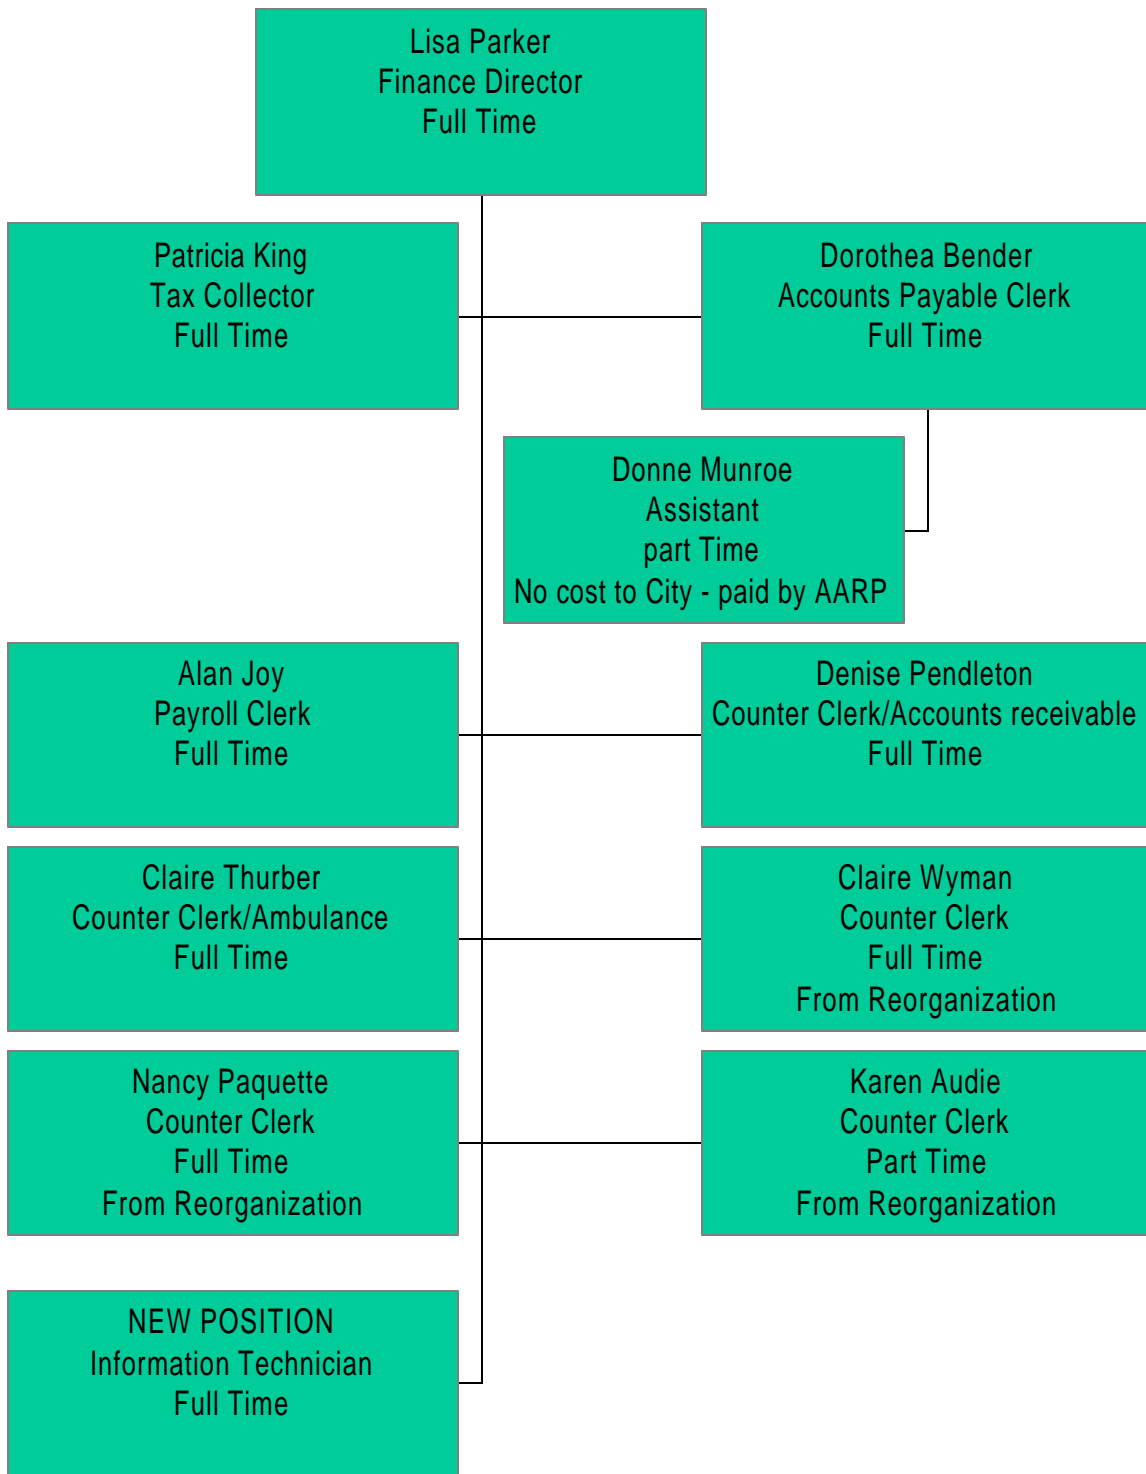 Lisa Parker
Finance Director
Full Time
Patricia King
Tax Collector
Full Time
Dorothea Bender
Accounts Payable Clerk
Full Time
Donne Munroe
Assistant
part Time
No cost to City - paid by AARP
Alan Joy
Payroll Clerk
Full Time
Denise Pendleton
Counter Clerk/Accounts receivable
Full Time
Claire Thurber
Counter Clerk/Ambulance
Full Time
Claire Wyman
Counter Clerk
Full Time
From Reorganization
Nancy Paquette
Counter Clerk
Full Time
From Reorganization
Karen Audie
Counter Clerk
Part Time
From Reorganization
NEW POSITION
Information Technician
Full Time